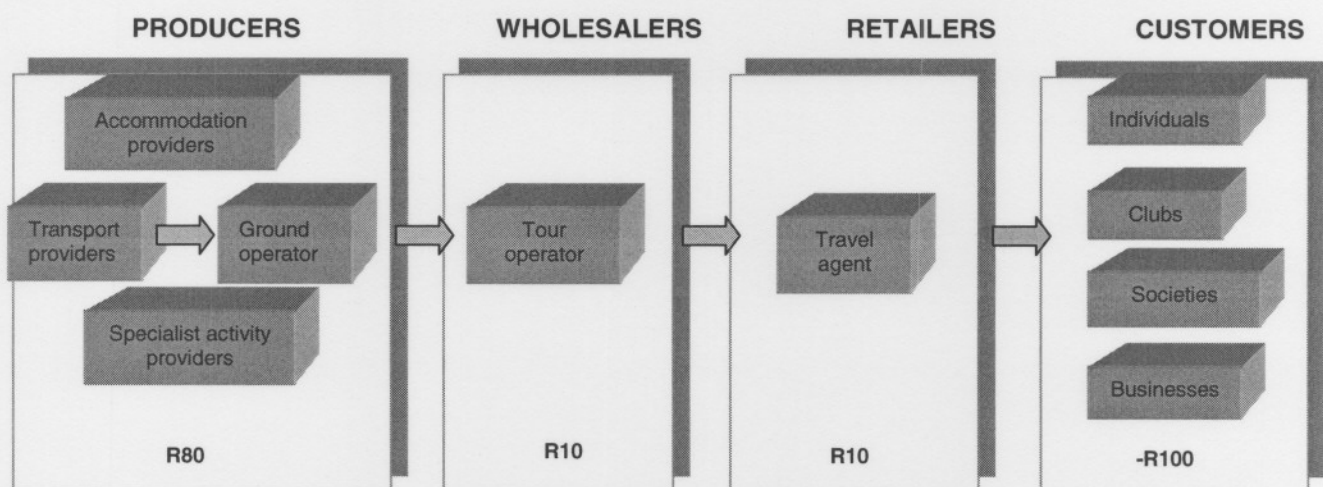 PRODUCERS
Accommodation
providers
Transport
providers
Ground
operator
Specialist activity
providers
R80
WHOLESALERS
Tour
operator
R10
RETAILERS
Travel
agent
R10
CUSTOMERS
Individuals
Clubs
Societies
Businesses
-R100